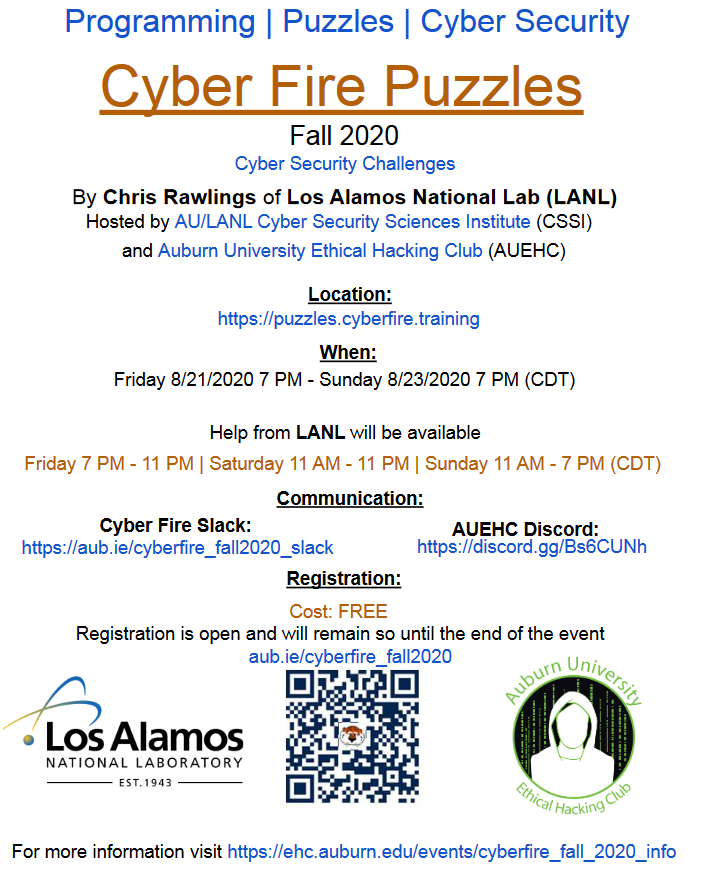 Programming | Puzzles | Cyber Security
Cyber Fire Puzzles
Fall 2020
Cyber Security Challenges
By Chris Rawlings of Los Alamos National Lab (LANL)
Hosted by AU/LANL Cyber Security Sciences Institute (CSSI)
and Auburn University Ethical Hacking Club (AUEHC)
Location:
https://puzzles.cyberfire.training
When:
Friday 8/21/2020 7 PM - Sunday 8/23/2020 7 PM (CDT)
Help from LANL will be available
Friday 7 PM - 11 PM | Saturday 11 AM - 11 PM | Sunday 11 AM - 7 PM (CDT)
Communication:
Cyber Fire Slack:
https://aub.ie/cyberfire_fall2020_slack
AUEHC Discord:
https://discord.gg/Bs6CUNh
Registration:
Cost: FREE
Registration is open and will remain so until the end of the event
aub.ie/cyberfire_fall2020
Los Alamos
NATIONAL LABORATORY
EST. 1943
Auburn University
Ethical Hacking Club
For more information visit https://ehc.auburn.edu/events/cyberfire_fall_2020_info